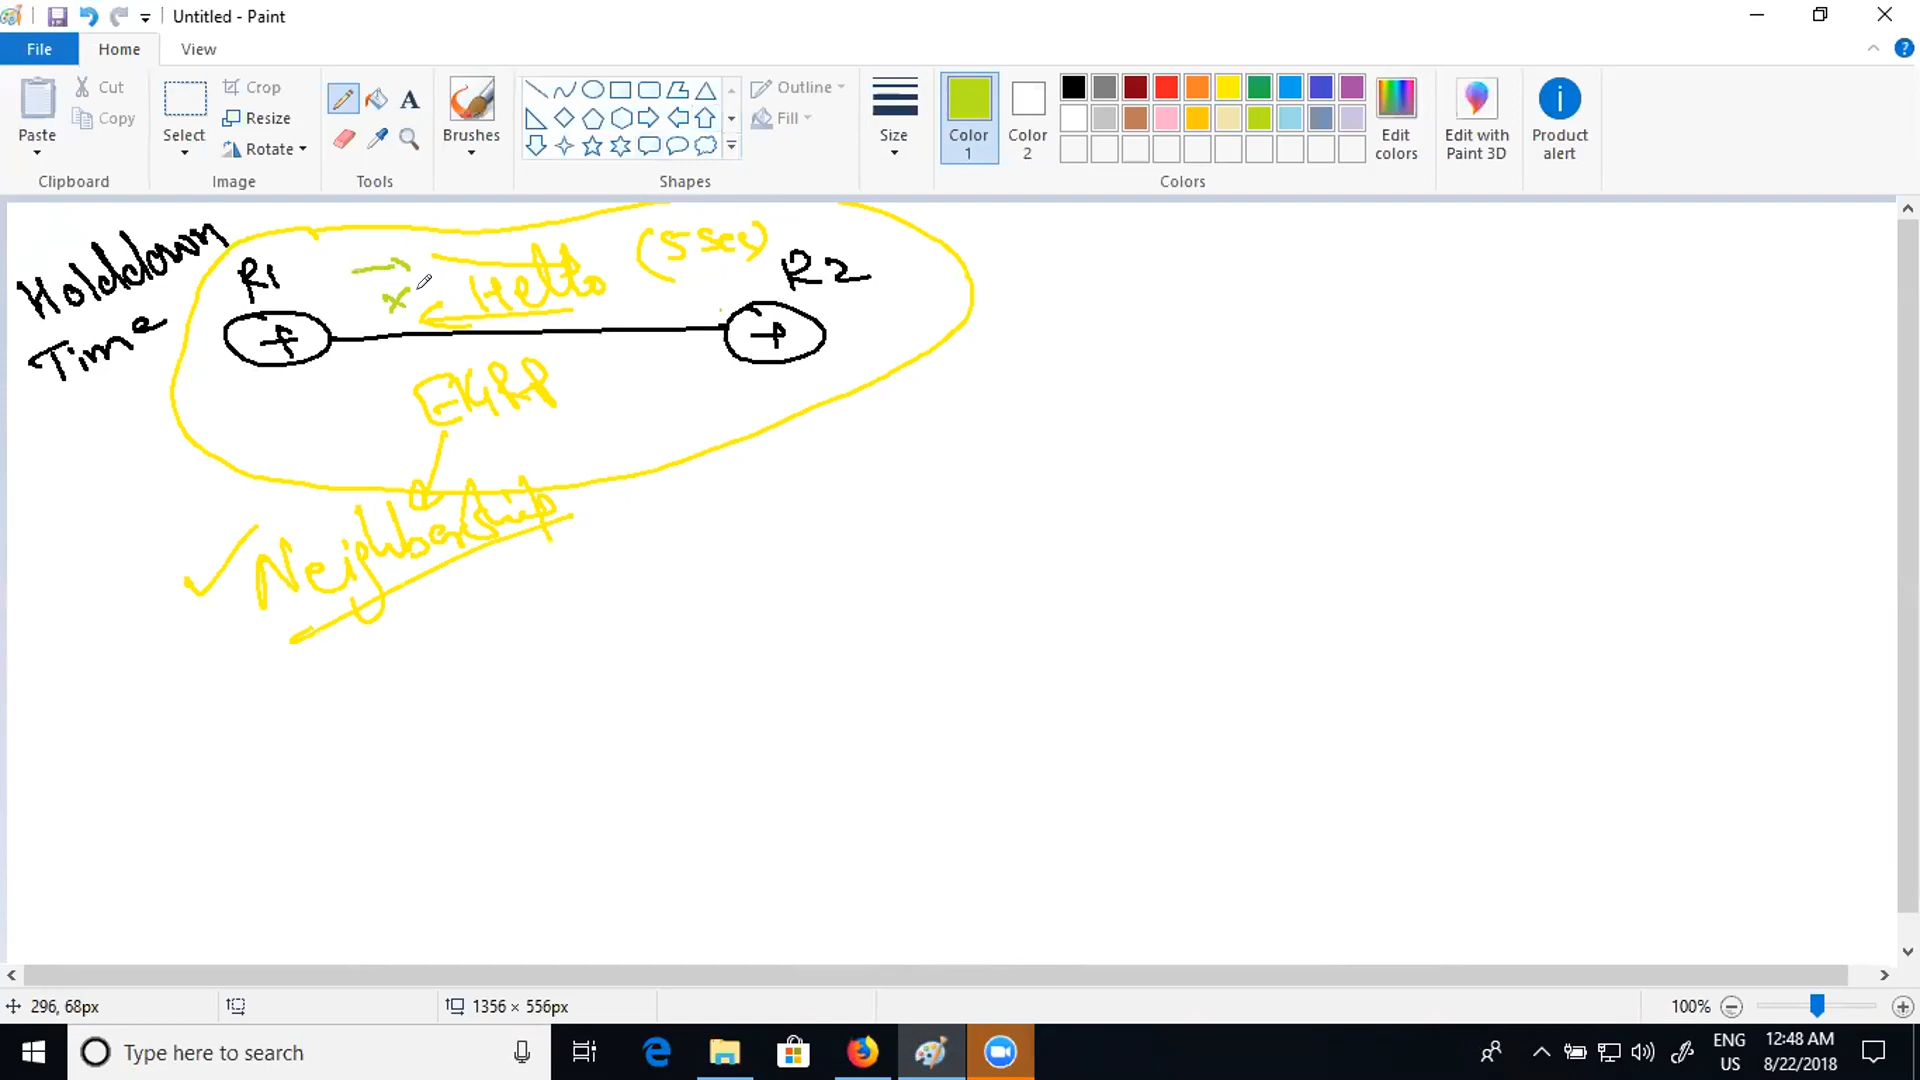 Untitled - Paint
File Home View
Paste
Cut
Copy
Clipboard
Select
Crop
Resize
Rotate
Image
A
Tools
Brushes
Outline
Fill
Shapes
Size
Color 1
Color 2
Edit colors
Colors
Edit with Paint 3D
Product alert
Holddown
Time
R1
Hello
(5 sec)
R2
EIGRP
Neighborship
296, 68px
1356 × 556px
100%
Type here to search
ENG
US
12:48 AM
8/22/2018